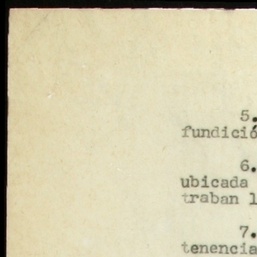 5.
fundició
6.
ubicada
traban l
7.
tenencia